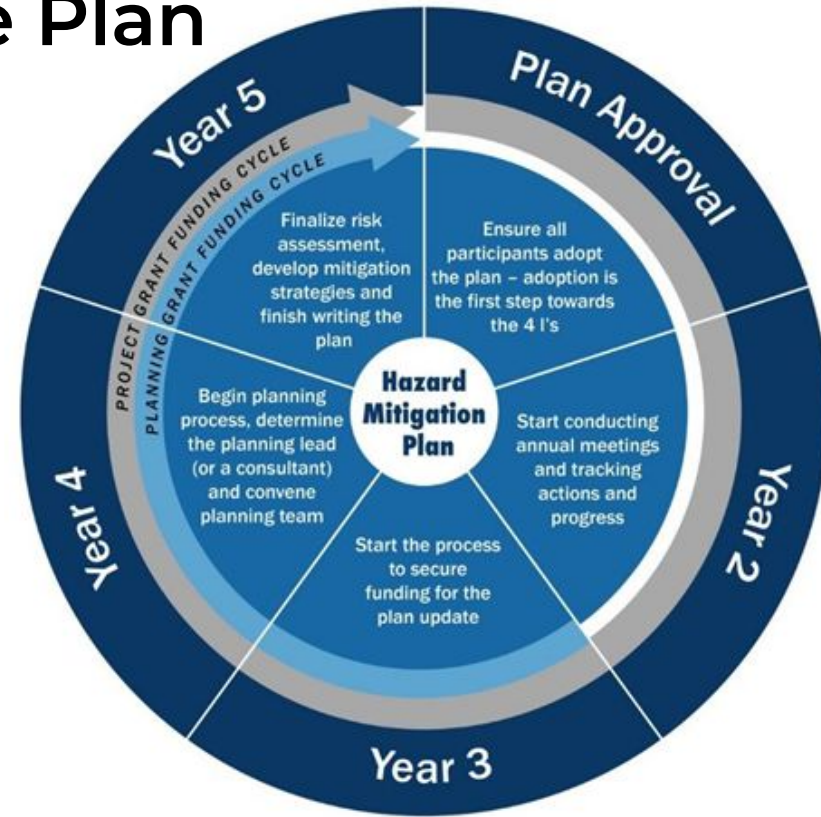 e Plan
Plan Approval
Ensure all
participants adopt
the plan – adoption is
the first step towards
the 4 I's
Year 2
Start conducting
annual meetings
and tracking
actions and
progress
Year 3
Start the process
to secure
funding for the
plan update
Year 4
Begin planning
process, determine
the planning lead
(or a consultant)
and convene
planning team
Year 5
Finalize risk
assessment,
develop mitigation
strategies and
finish writing the
plan
PROJECT GRANT FUNDING CYCLE
PLANNING GRANT FUNDING CYCLE
Hazard
Mitigation
Plan